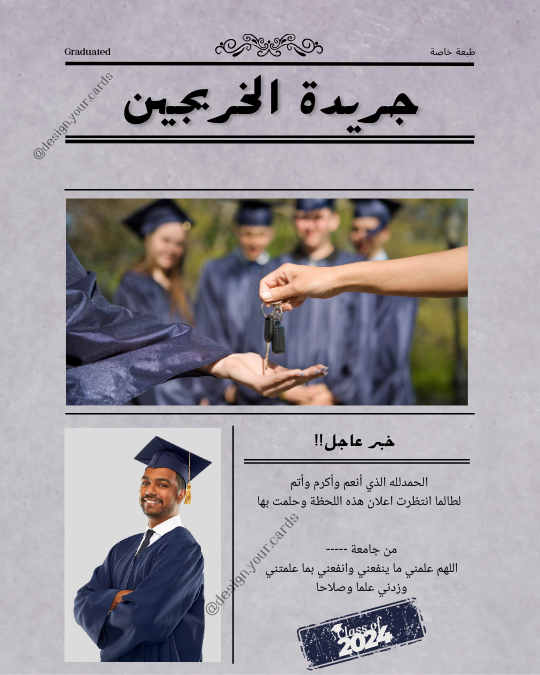 Graduated
طبعة خاصة
جريدة الخريجين
@design.your.cards
خبر عاجل!!
الحمدلله الذي أنعم وأكرم وأتم
لطالما انتظرت اعلان هذه اللحظة وحلمت بها
من جامعة -----
اللهم علمني ما ينفعني وانفعني بما علمتني
وزدني علما وصلاحا
@design.your.cards
Class of
2024